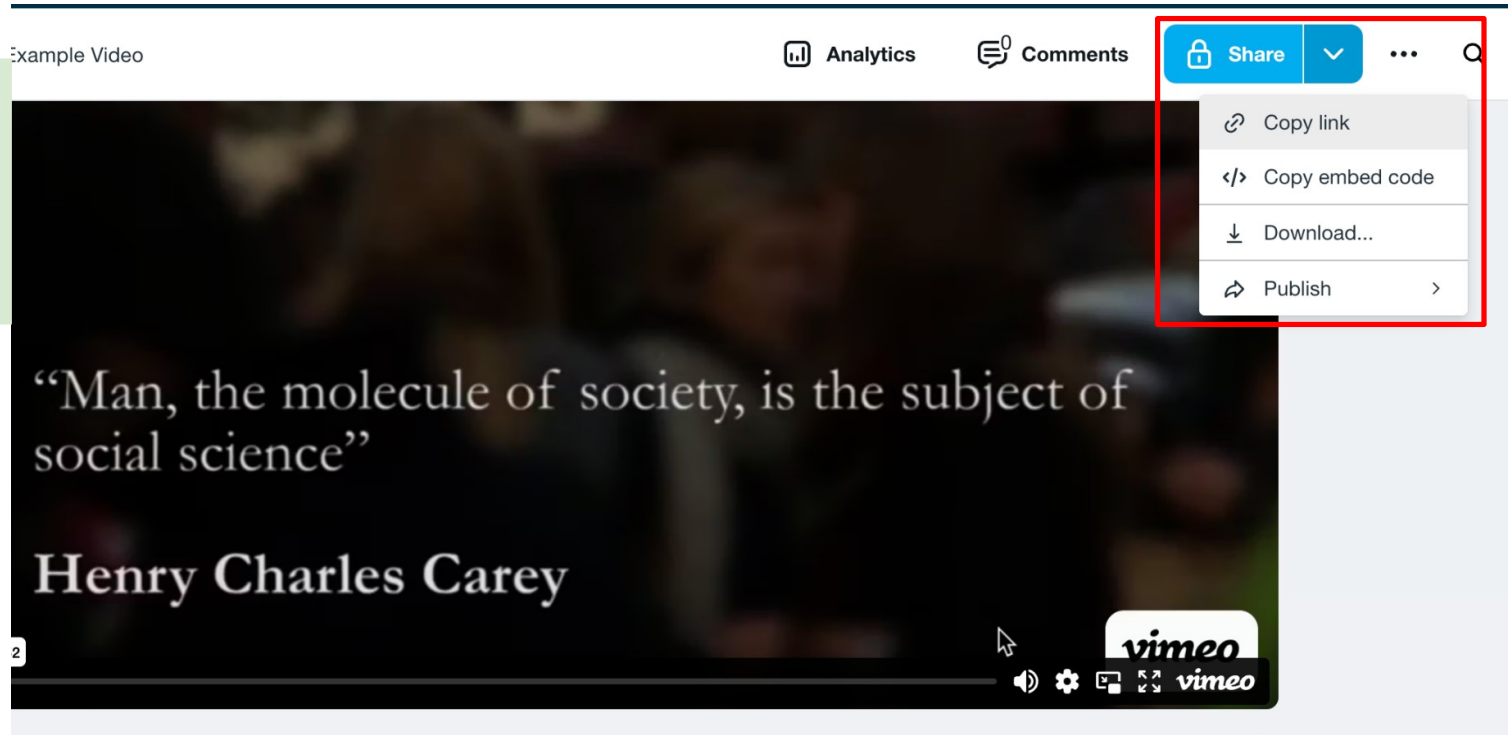 Example Video
Analytics
0
Comments
Share
Copy link
</> Copy embed code
Download...
Publish
“Man, the molecule of society, is the subject of
social science”
Henry Charles Carey
vimeo
vimeo